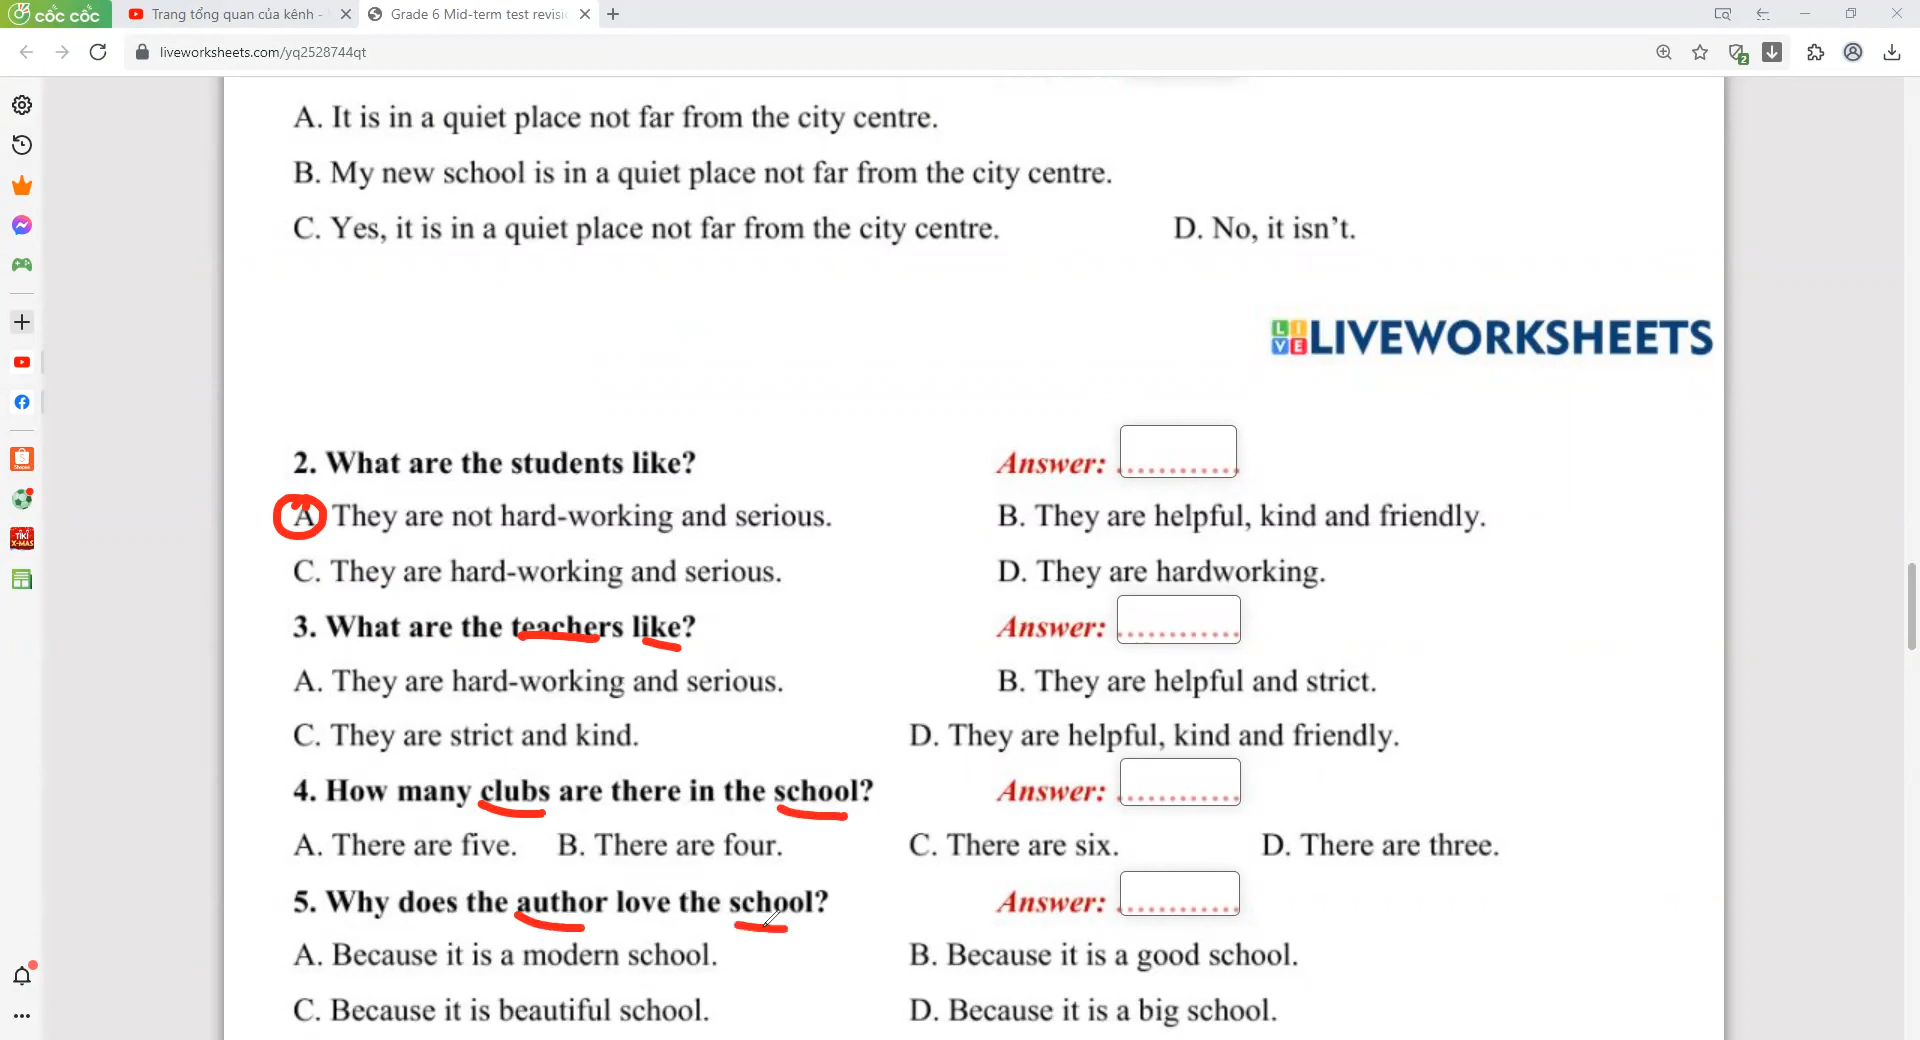 cốc cốc
Trang tổng quan của kênh -
Grade 6 Mid-term test revisi
liveworksheets.com/yq2528744qt
2
A. It is in a quiet place not far from the city centre.
B. My new school is in a quiet place not far from the city centre.
C. Yes, it is in a quiet place not far from the city centre. D. No, it isn’t.
LIVE LIVEWORKSHEETS
2. What are the students like? Answer:
A. They are not hard-working and serious. B. They are helpful, kind and friendly.
C. They are hard-working and serious. D. They are hardworking.
3. What are the teachers like? Answer:
A. They are hard-working and serious. B. They are helpful and strict.
C. They are strict and kind. D. They are helpful, kind and friendly.
4. How many clubs are there in the school? Answer:
A. There are five. B. There are four. C. There are six. D. There are three.
5. Why does the author love the school? Answer:
A. Because it is a modern school. B. Because it is a good school.
C. Because it is beautiful school. D. Because it is a big school.
TIKI
X-MAS